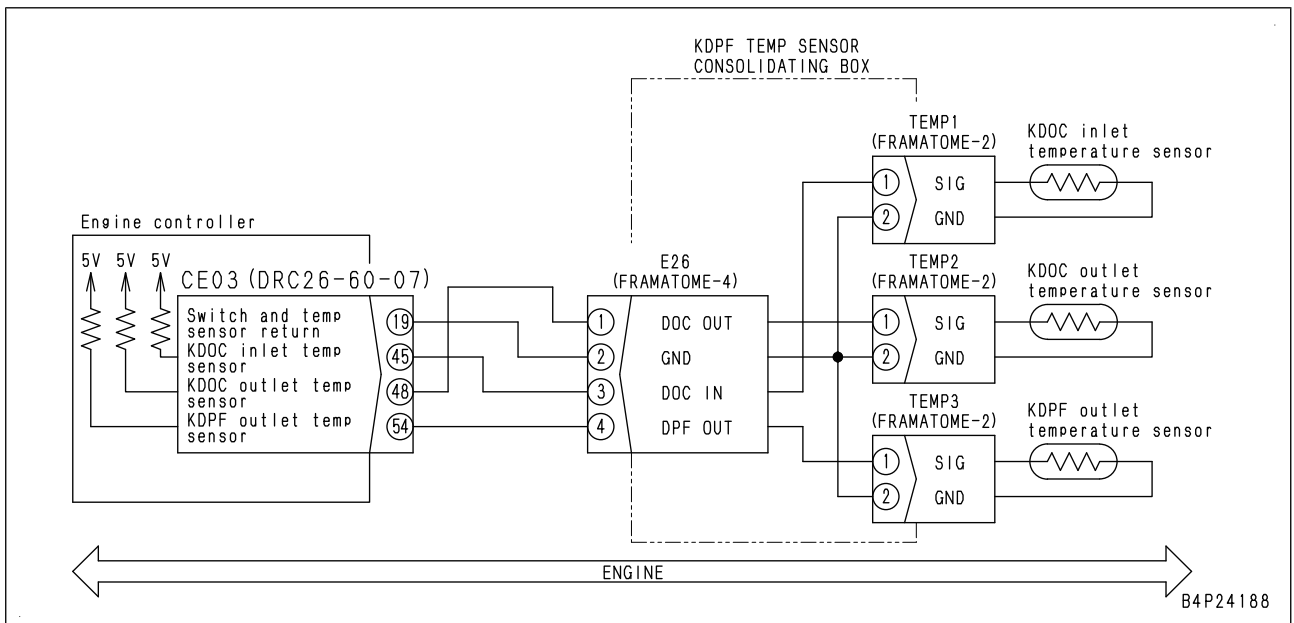 KDPF TEMP SENSOR
CONSOLIDATING BOX
TEMP1
(FRAMATOME-2)
KDOC inlet
temperature sensor
1
SIG
2
GND
Engine controller
5V
5V
5V
CE03 (DRC26-60-07)
Switch and temp
sensor return
19
KDOC inlet temp
sensor
45
KDOC outlet temp
sensor
48
KDPF outlet temp
sensor
54
E26
(FRAMATOME-4)
1
DOC OUT
2
GND
3
DOC IN
4
DPF OUT
TEMP2
(FRAMATOME-2)
KDOC outlet
temperature sensor
1
SIG
2
GND
TEMP3
(FRAMATOME-2)
KDPF outlet
temperature sensor
1
SIG
2
GND
ENGINE
B4P24188